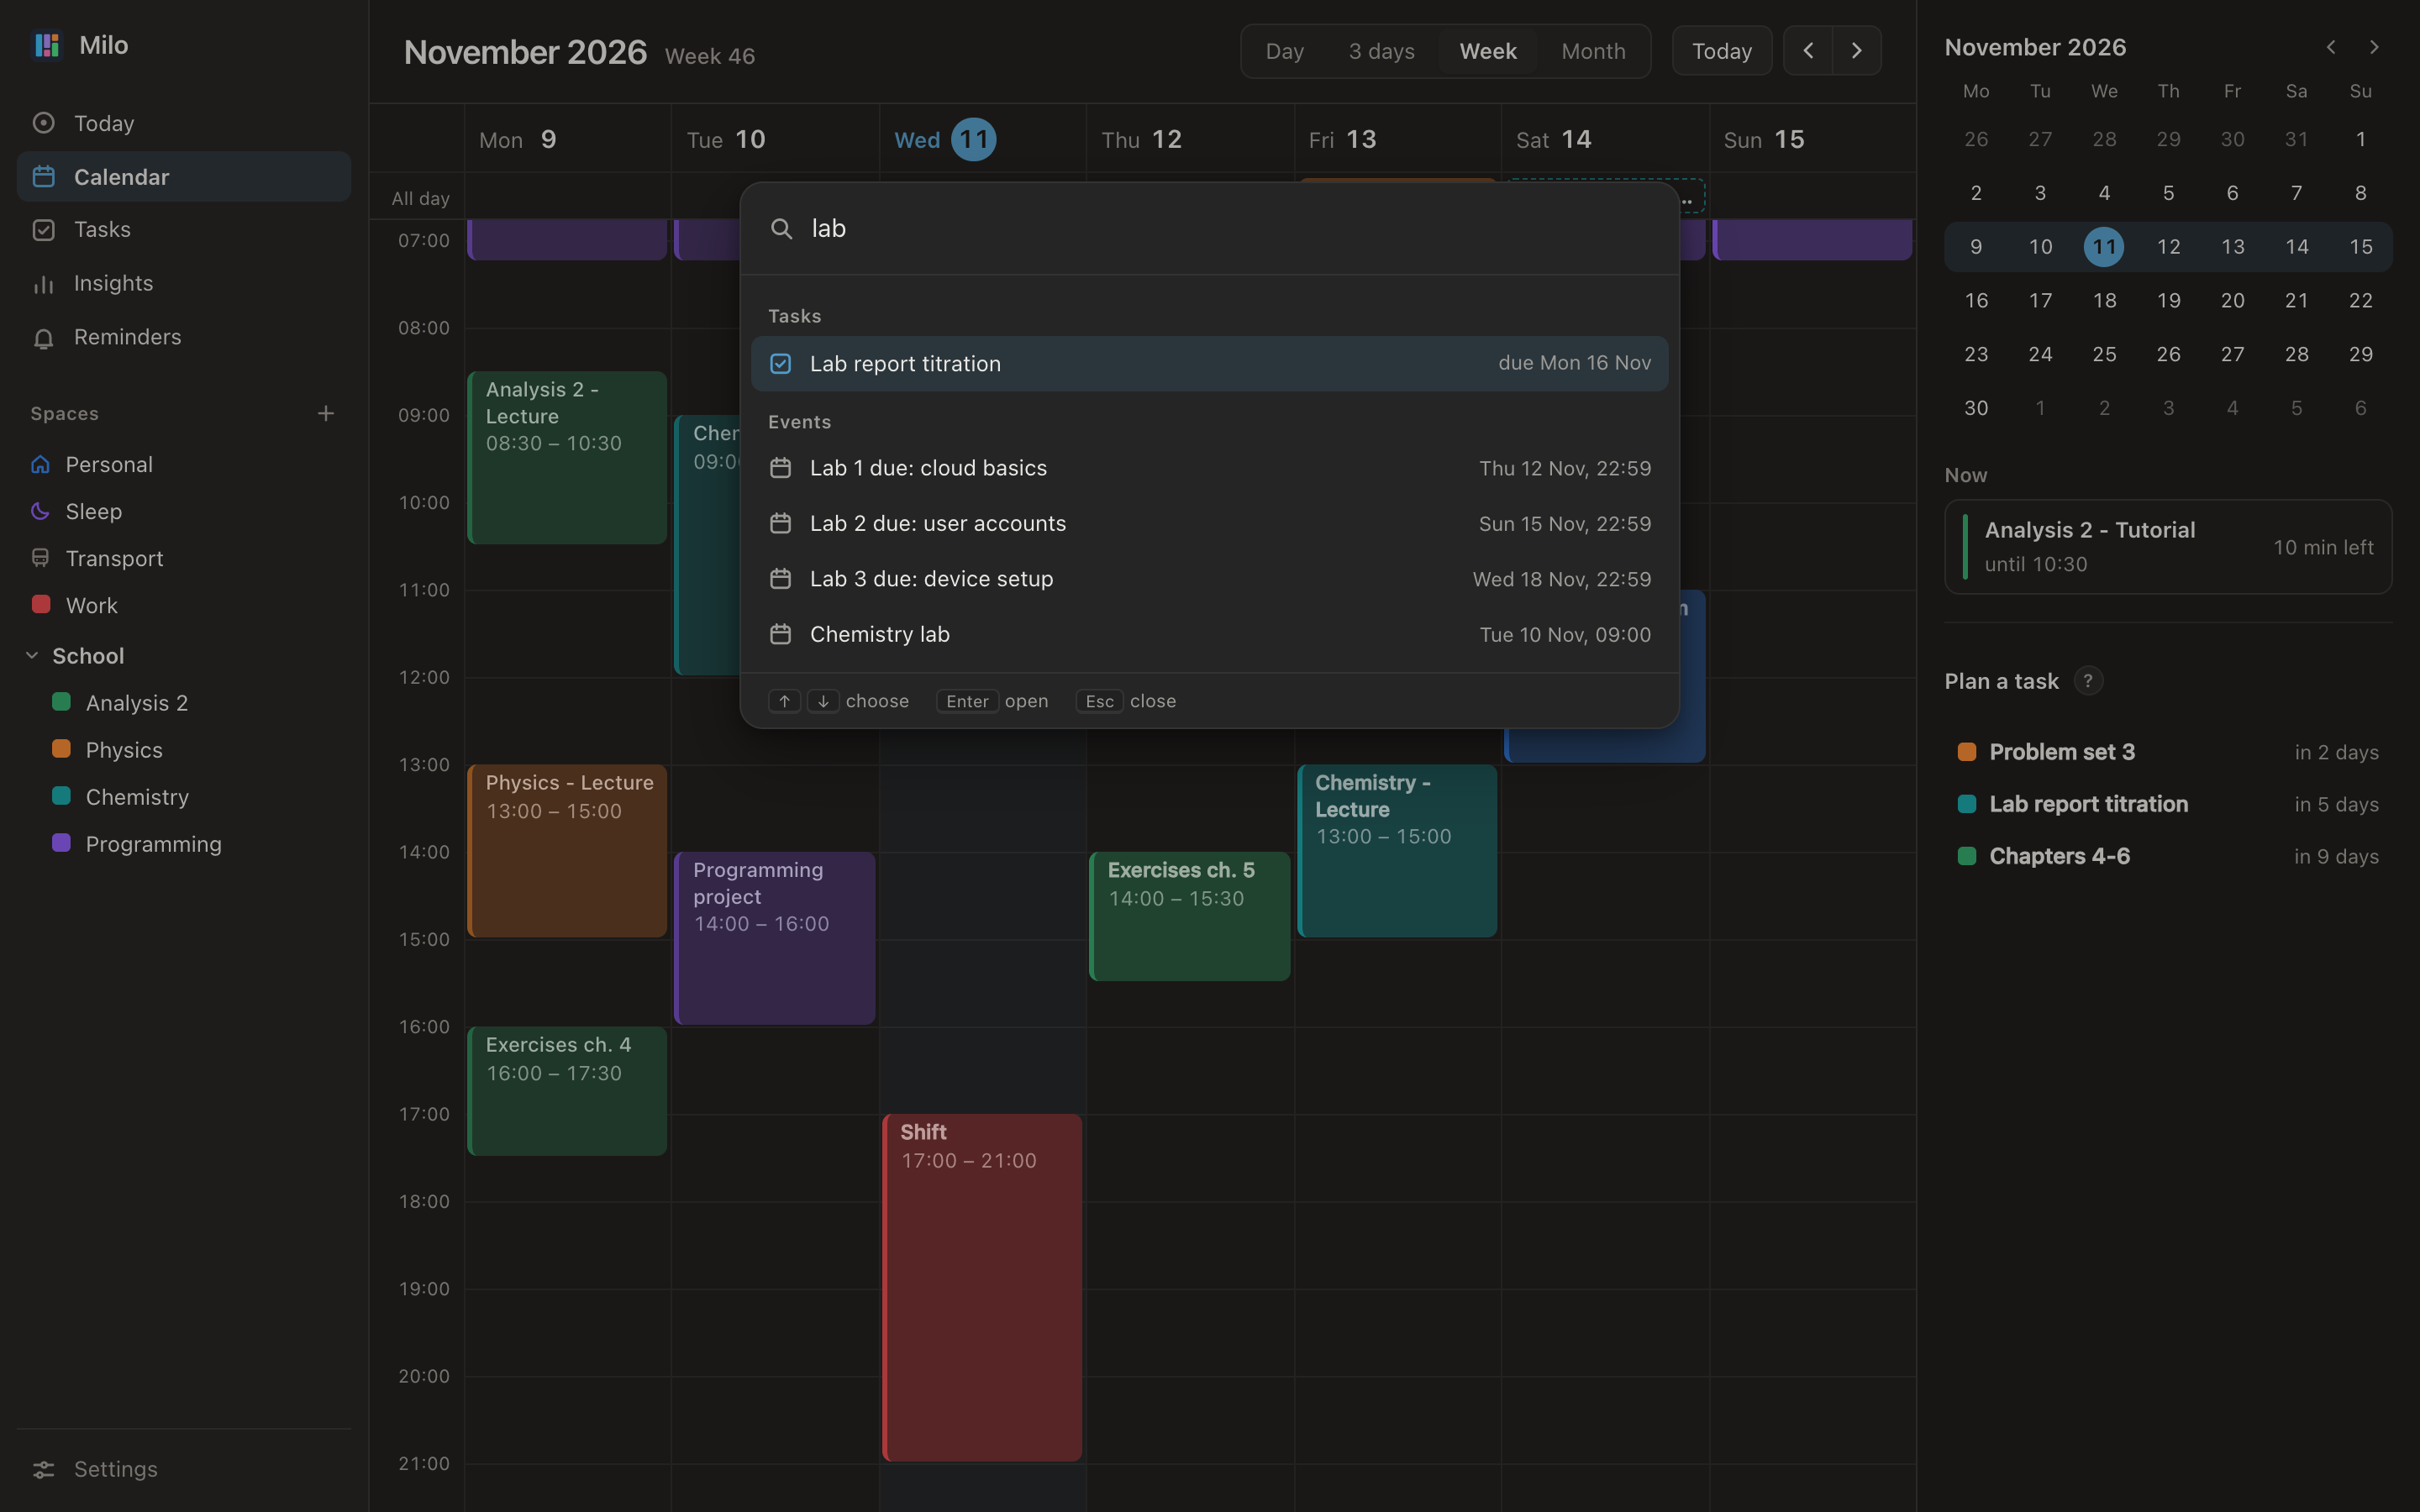 Milo
Today
Calendar
Tasks
Insights
Reminders
Spaces
Personal
Sleep
Transport
Work
School
Analysis 2
Physics
Chemistry
Programming
Settings
November 2026 Week 46
Day 3 days Week Month Today
Mon 9 Tue 10 Wed 11 Thu 12 Fri 13 Sat 14 Sun 15
All day
07:00
08:00
09:00
10:00
11:00
12:00
13:00
14:00
15:00
16:00
17:00
18:00
19:00
20:00
21:00
Analysis 2 -
Lecture
08:30 – 10:30
Physics - Lecture
13:00 – 15:00
Exercises ch. 4
16:00 – 17:30
Programming
project
14:00 – 16:00
Shift
17:00 – 21:00
Exercises ch. 5
14:00 – 15:30
Chemistry -
Lecture
13:00 – 15:00
lab
Tasks
Lab report titration due Mon 16 Nov
Events
Lab 1 due: cloud basics Thu 12 Nov, 22:59
Lab 2 due: user accounts Sun 15 Nov, 22:59
Lab 3 due: device setup Wed 18 Nov, 22:59
Chemistry lab Tue 10 Nov, 09:00
↑ ↓ choose Enter open Esc close
November 2026
Mo Tu We Th Fr Sa Su
26 27 28 29 30 31 1
2 3 4 5 6 7 8
9 10 11 12 13 14 15
16 17 18 19 20 21 22
23 24 25 26 27 28 29
30 1 2 3 4 5 6
Now
Analysis 2 - Tutorial
until 10:30
10 min left
Plan a task ?
Problem set 3 in 2 days
Lab report titration in 5 days
Chapters 4-6 in 9 days